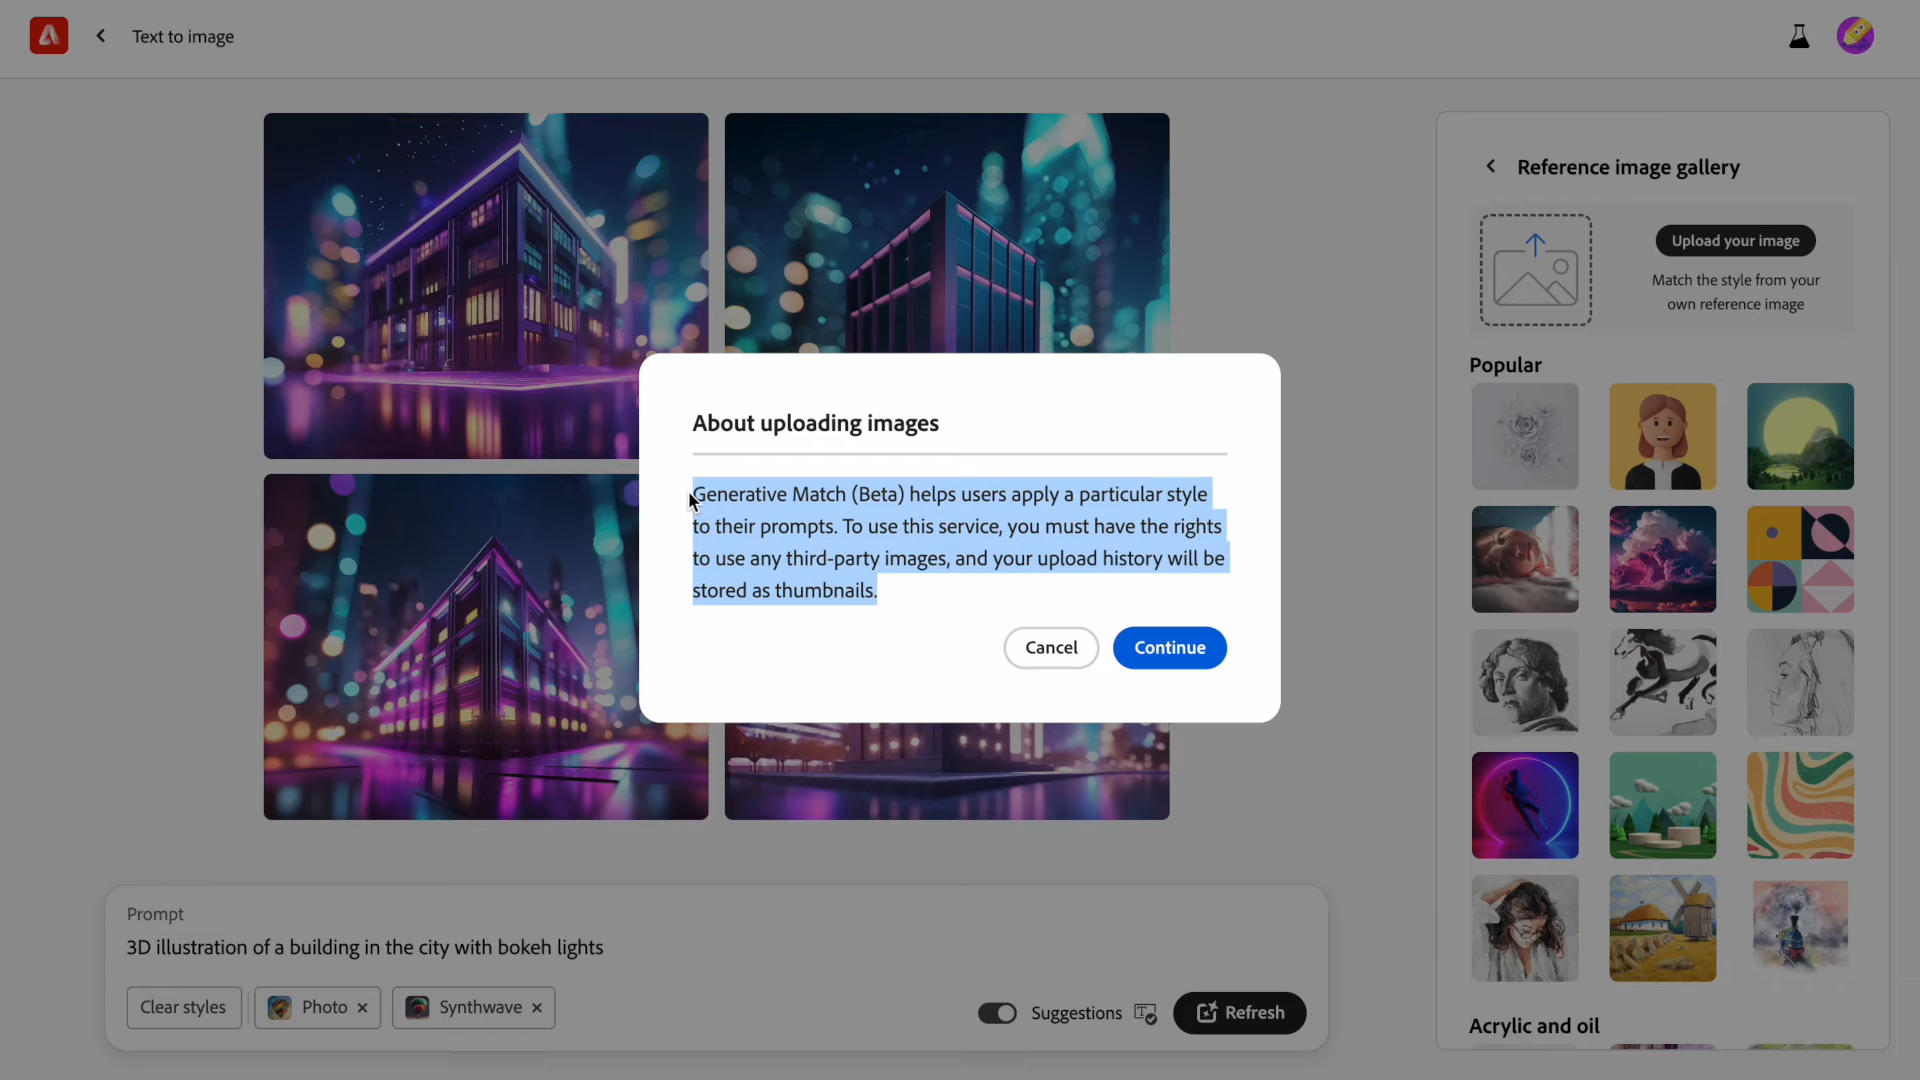 Text to image
Reference image gallery
Upload your image
Match the style from your
own reference image
Popular
About uploading images
Generative Match (Beta) helps users apply a particular style
to their prompts. To use this service, you must have the rights
to use any third-party images, and your upload history will be
stored as thumbnails.
Cancel
Continue
Prompt
3D illustration of a building in the city with bokeh lights
Clear styles
Photo
Synthwave
Suggestions
Refresh
Acrylic and oil